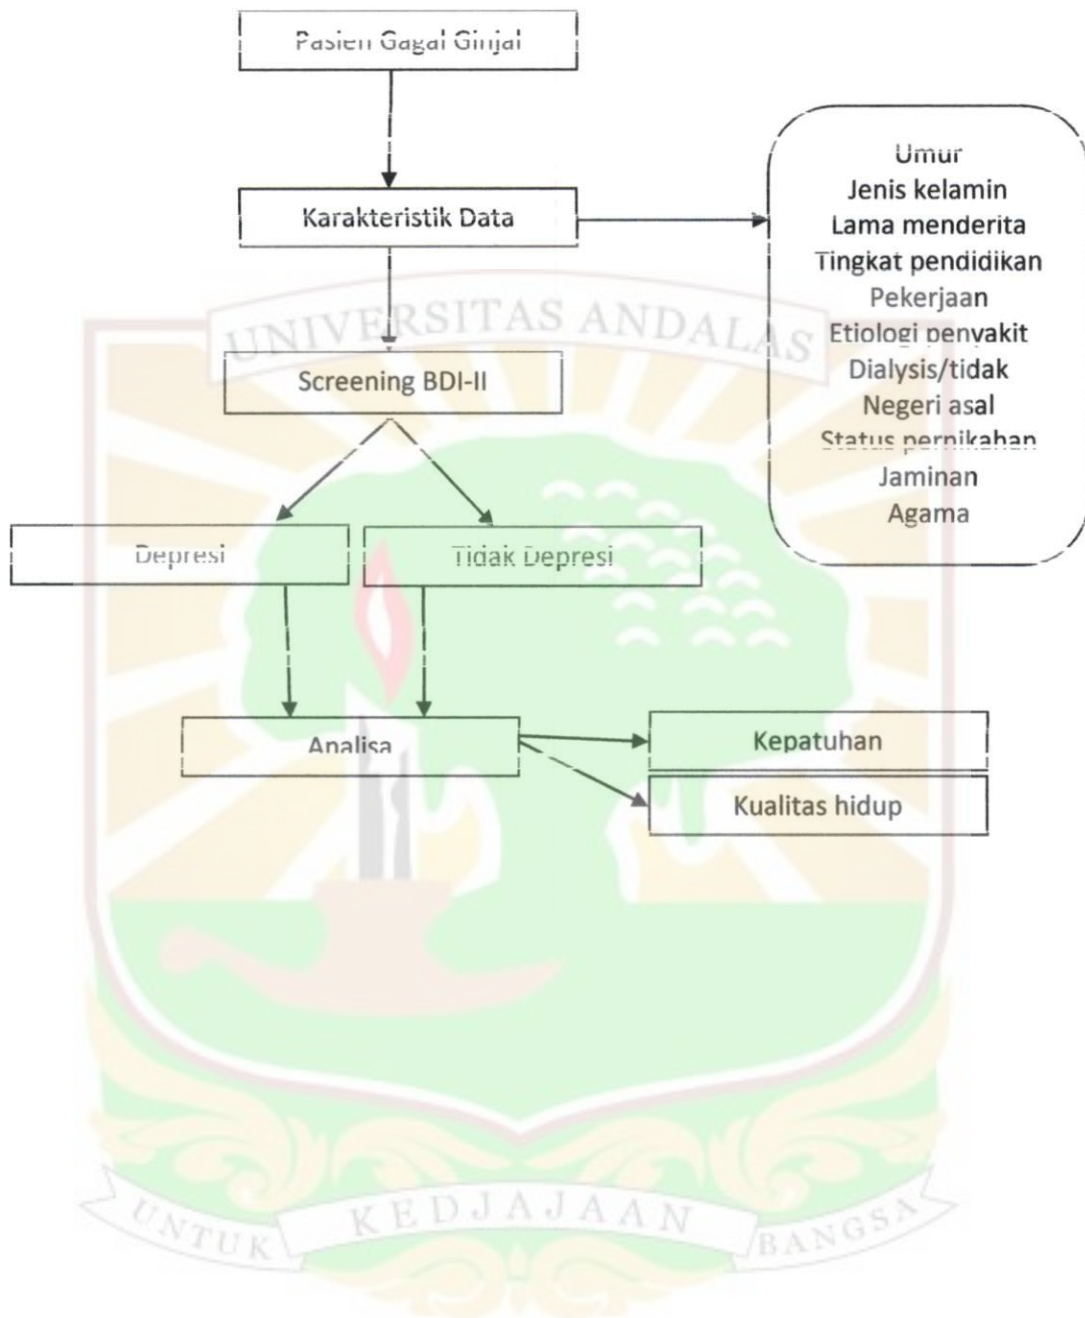 Pasien Gagal Ginjal
Karakteristik Data
Umur
Jenis kelamin
Lama menderita
Tingkat pendidikan
Pekerjaan
Etiologi penyakit
Dialysis/tidak
Negeri asal
Status pernikahan
Jaminan
Agama
UNIVERSITAS ANDALAS
Screening BDI-II
Depresi
Tidak Depresi
Analisa
Kepatuhan
Kualitas hidup
UNTUK KEDJAJAAN BANGSA